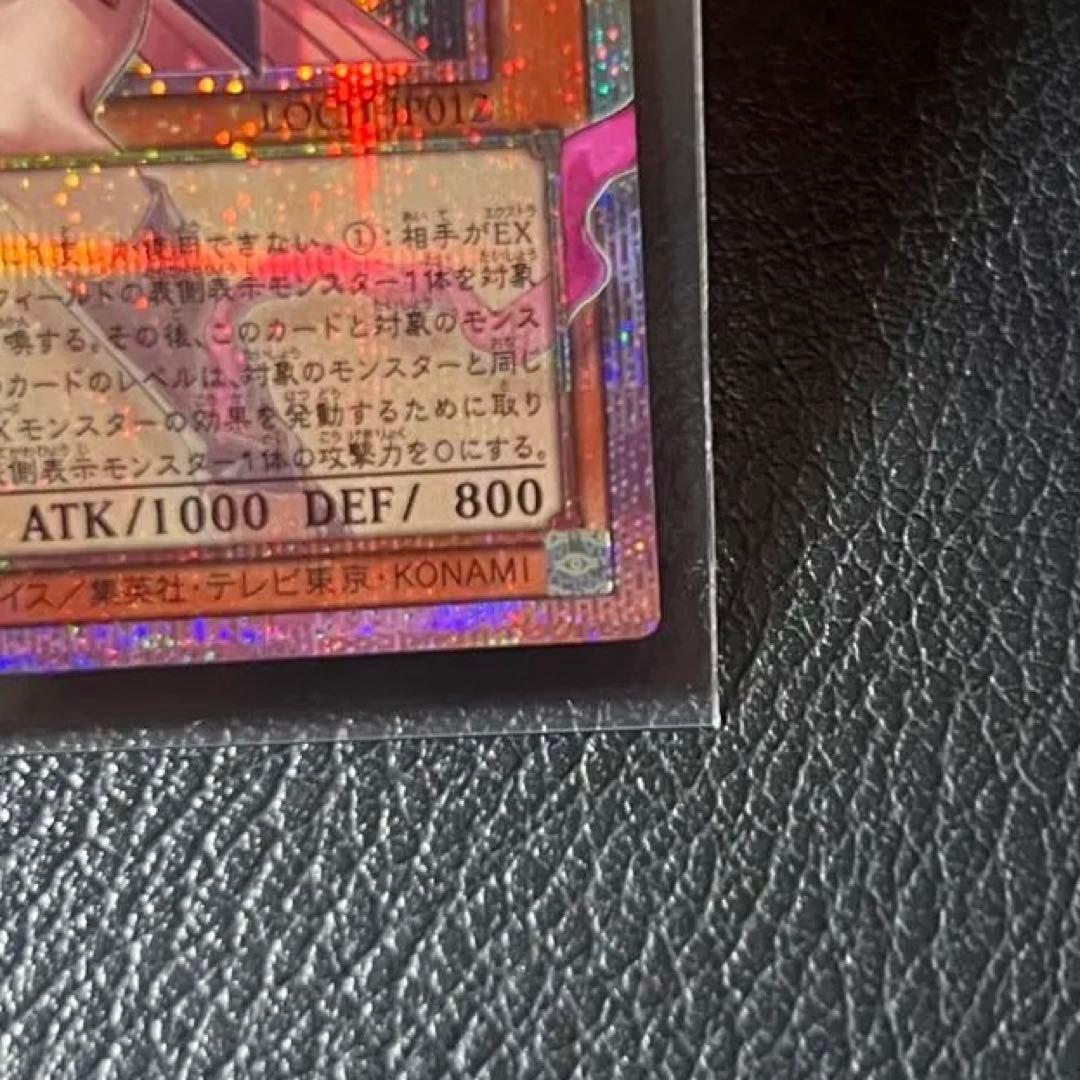 LOCH-JP012
使用できない。①：相手がEX
フィールドの表側表示モンスター1体を対象
喚する。その後、このカードと対象のモンス
のカードのレベルは、対象のモンスターと同じ
Xモンスターの効果を発動するために取り
表側表示モンスター1体の攻撃力を0にする。
ATK/1000 DEF/ 800
イス／集英社・テレビ東京・KONAMI